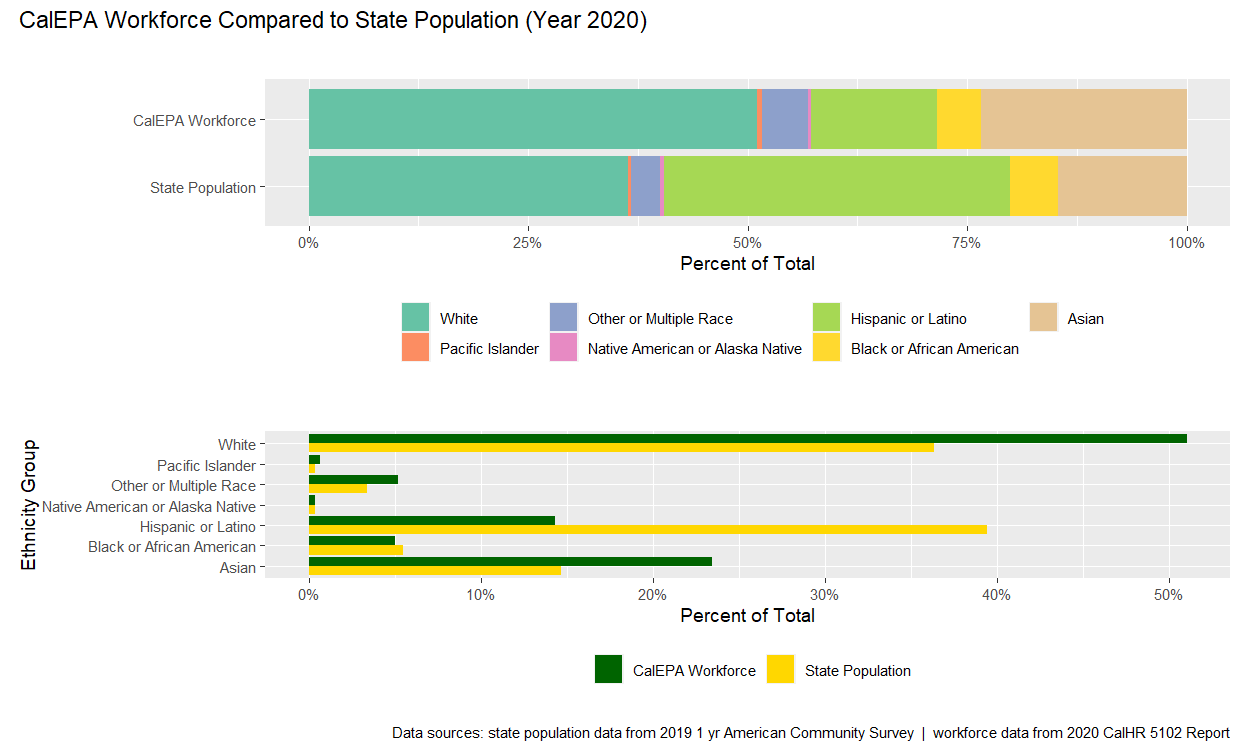 CalEPA Workforce Compared to State Population (Year 2020)
CalEPA Workforce
State Population
0% 25% 50% 75% 100%
Percent of Total
White Other or Multiple Race Hispanic or Latino Asian
Pacific Islander Native American or Alaska Native Black or African American
Ethnicity Group
White
Pacific Islander
Other or Multiple Race
Native American or Alaska Native
Hispanic or Latino
Black or African American
Asian
0% 10% 20% 30% 40% 50%
Percent of Total
CalEPA Workforce State Population
Data sources: state population data from 2019 1 yr American Community Survey | workforce data from 2020 CalHR 5102 Report